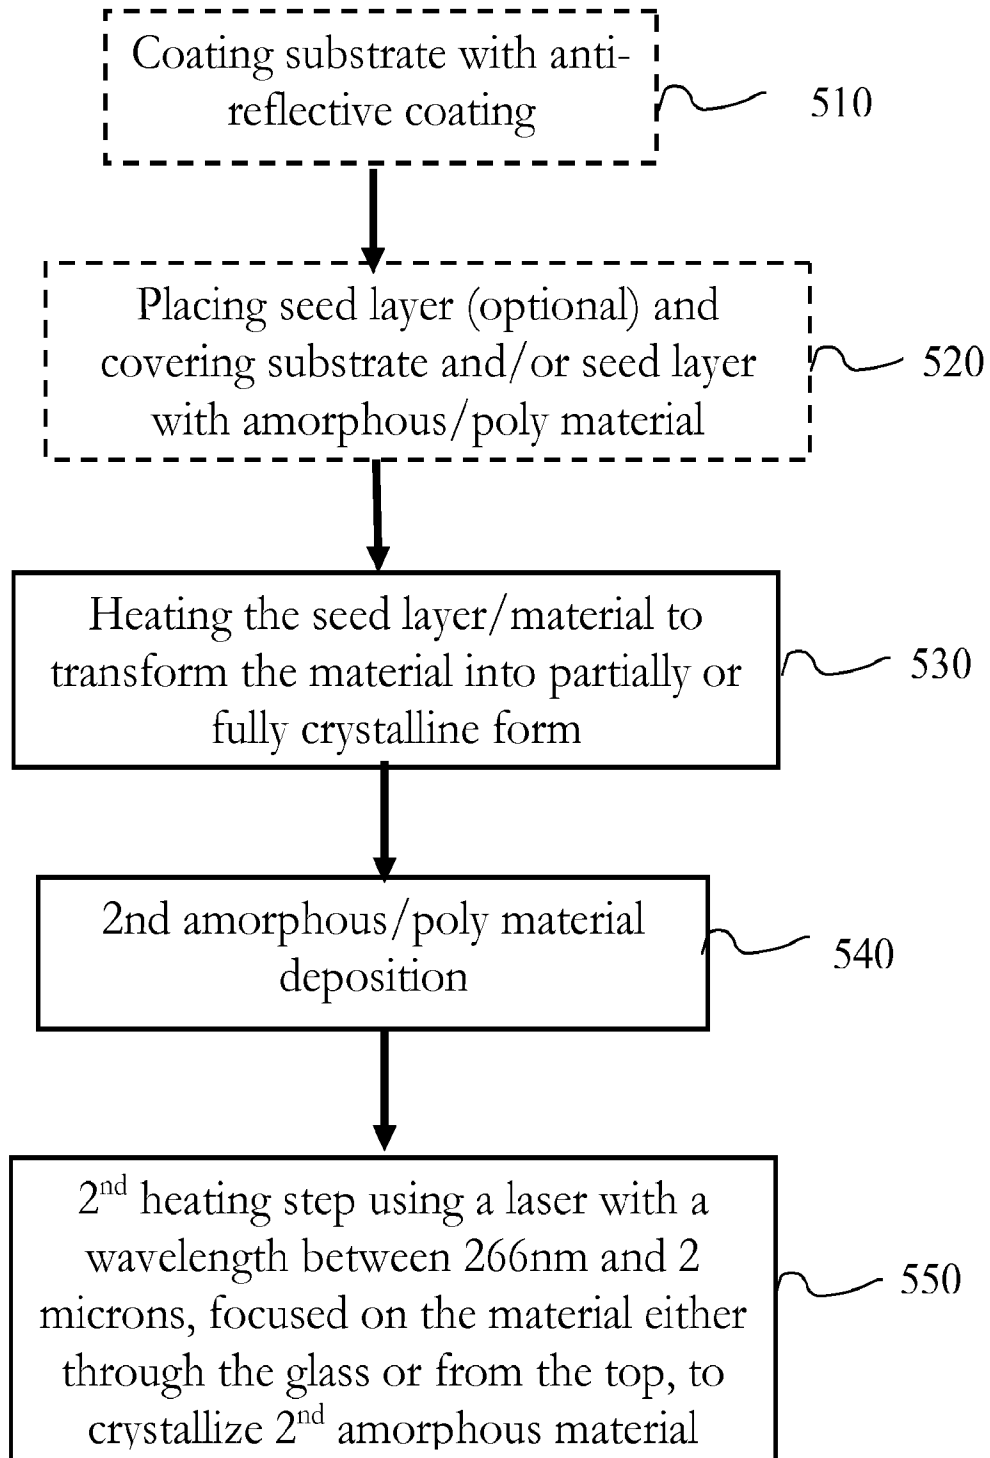 Coating substrate with anti-
reflective coating
510
Placing seed layer (optional) and
covering substrate and/or seed layer
with amorphous/poly material
520
Heating the seed layer/material to
transform the material into partially or
fully crystalline form
530
2nd amorphous/poly material
deposition
540
2nd heating step using a laser with a
wavelength between 266nm and 2
microns, focused on the material either
through the glass or from the top, to
crystallize 2nd amorphous material
550